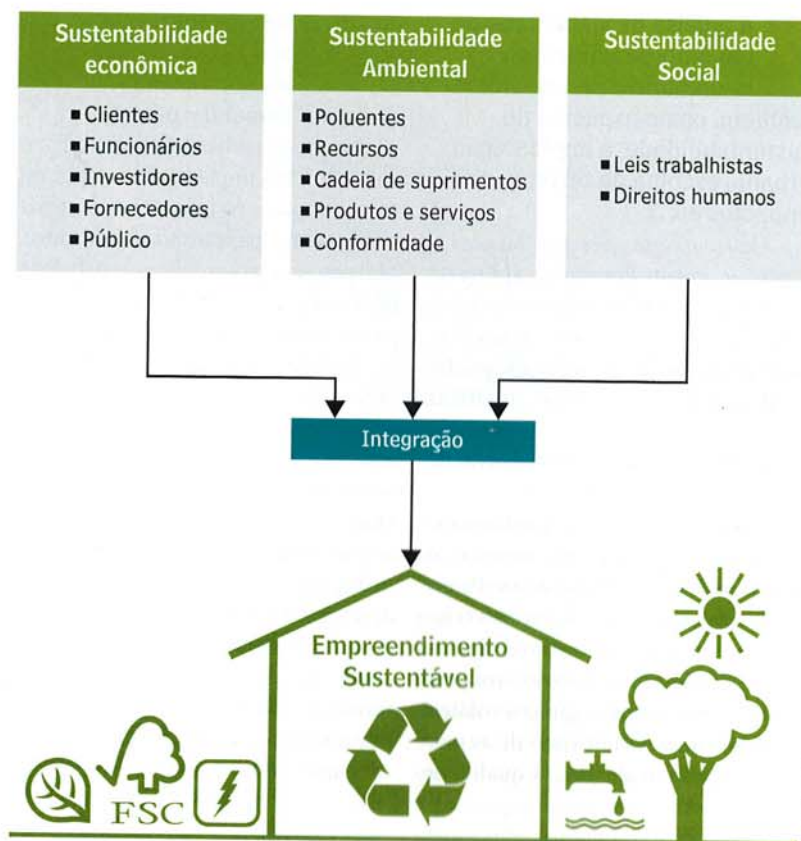 Sustentabilidade
econômica
■ Clientes
■ Funcionários
■ Investidores
■ Fornecedores
■ Público
Sustentabilidade
Ambiental
■ Poluentes
■ Recursos
■ Cadeia de suprimentos
■ Produtos e serviços
■ Conformidade
Sustentabilidade
Social
■ Leis trabalhistas
■ Direitos humanos
Integração
Empreendimento
Sustentável
FSC